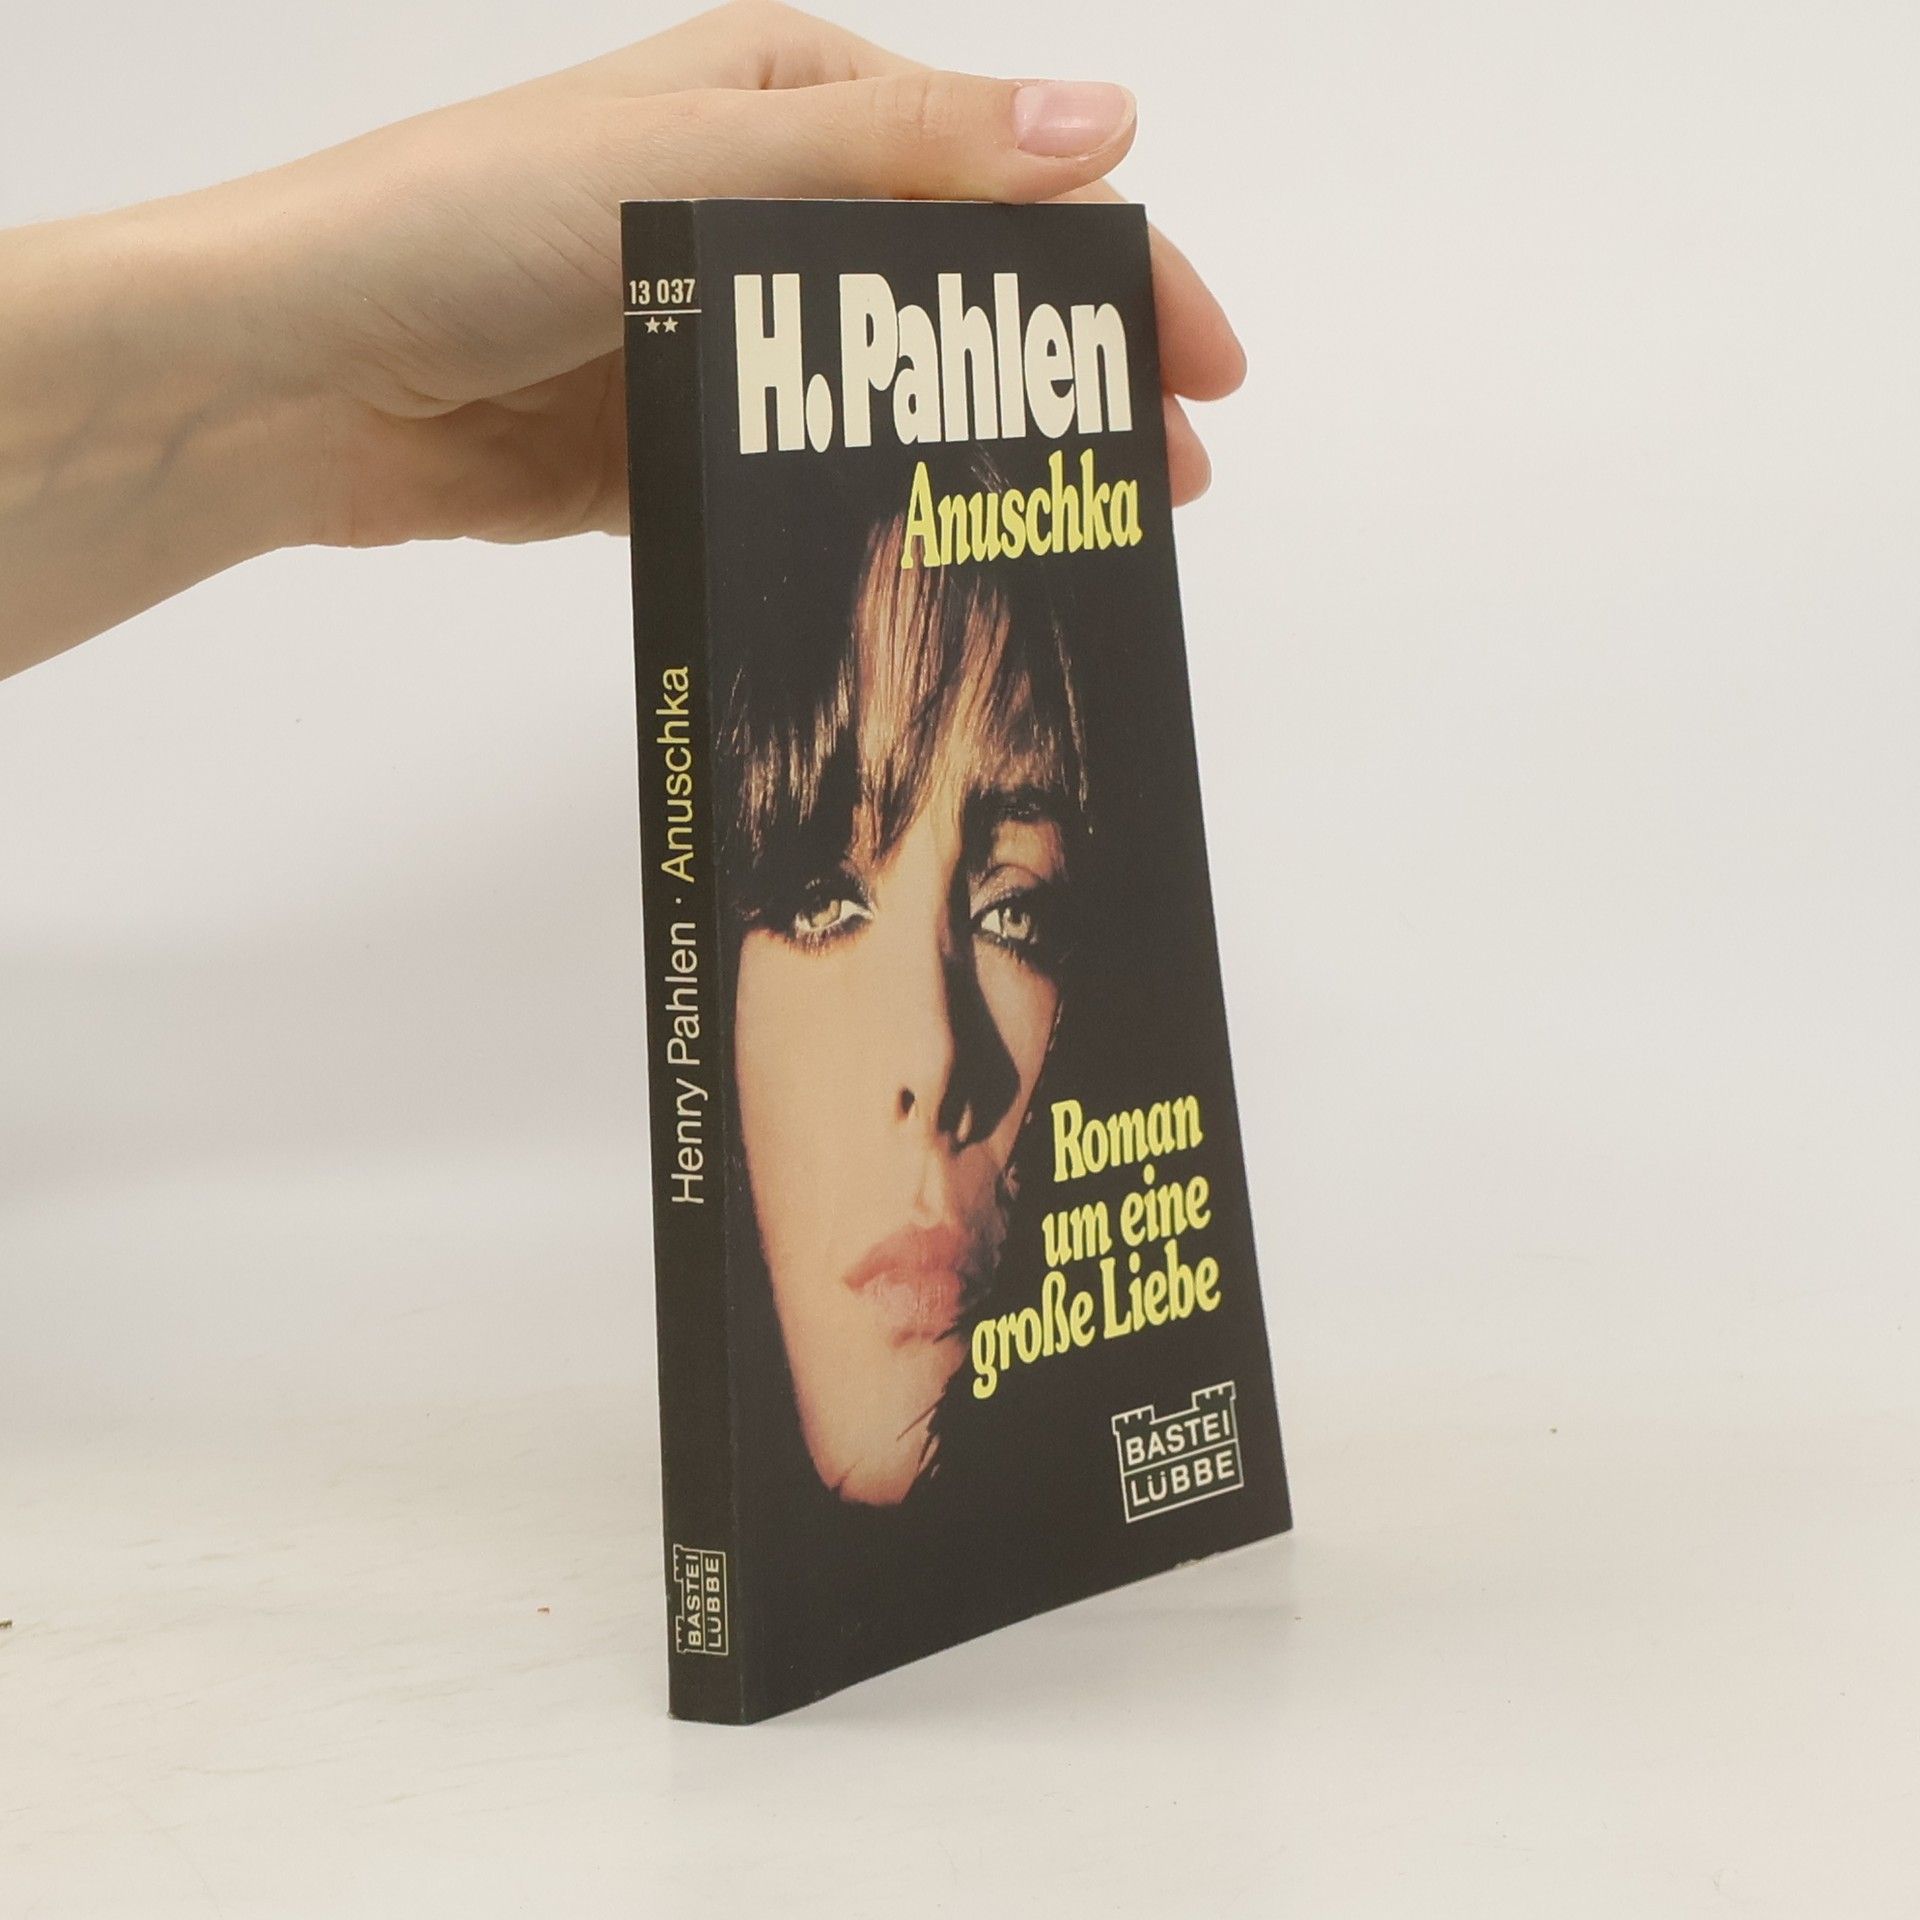 13 037
★★
Henry Pahlen · Anuschka
BASTEI
LÜBBE
H. Pahlen
Anuschka
Roman
um eine
große Liebe
BASTEI
LÜBBE